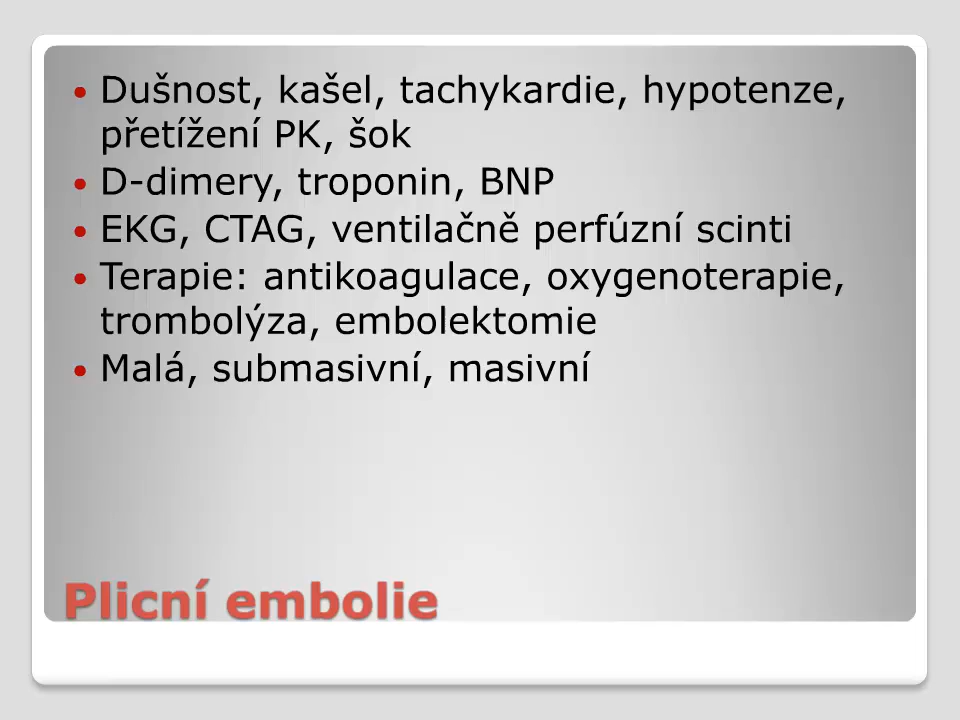 Dušnost, kašel, tachykardie, hypotenze,
přetížení PK, šok
D-dimery, troponin, BNP
EKG, CTAG, ventilačně perfúzní scinti
Terapie: antikoagulace, oxygenoterapie,
trombolýza, embolektomie
Malá, submasivní, masivní
Plicní embolie